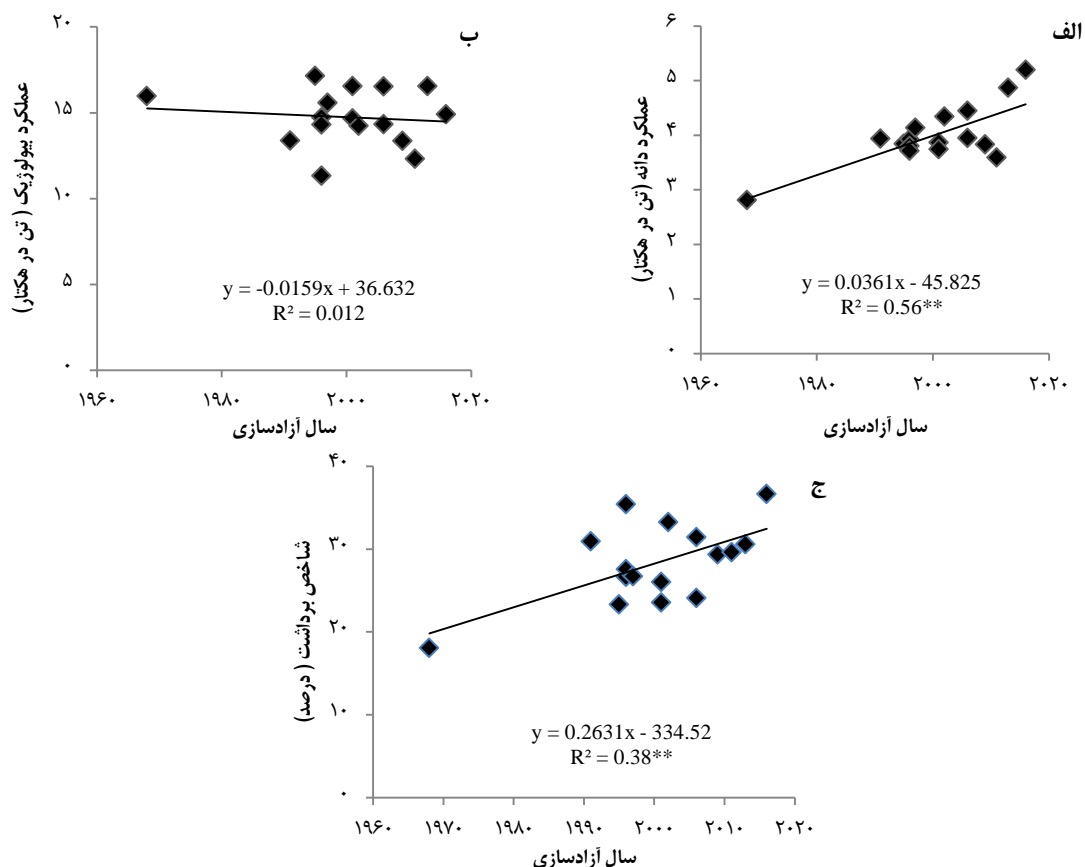 الف
۶
۵
۴
۳
۲
۱
۰
عملکرد دانه (تن در هکتار)
y = 0.0361x - 45.825
R² = 0.56**
۱۹۶۰ ۱۹۸۰ ۲۰۰۰ ۲۰۲۰
سال آزادسازی
ب
۲۰
۱۵
۱۰
۵
۰
عملکرد بیولوژیک ( تن در هکتار)
y = -0.0159x + 36.632
R² = 0.012
۱۹۶۰ ۱۹۸۰ ۲۰۰۰ ۲۰۲۰
سال آزادسازی
ج
۴۰
۳۰
۲۰
۱۰
۰
شاخص برداشت ( درصد)
y = 0.2631x - 334.52
R² = 0.38**
۱۹۶۰ ۱۹۷۰ ۱۹۹۰ ۲۰۰۰ ۲۰۱۰ ۲۰۲۰
سال آزادسازی